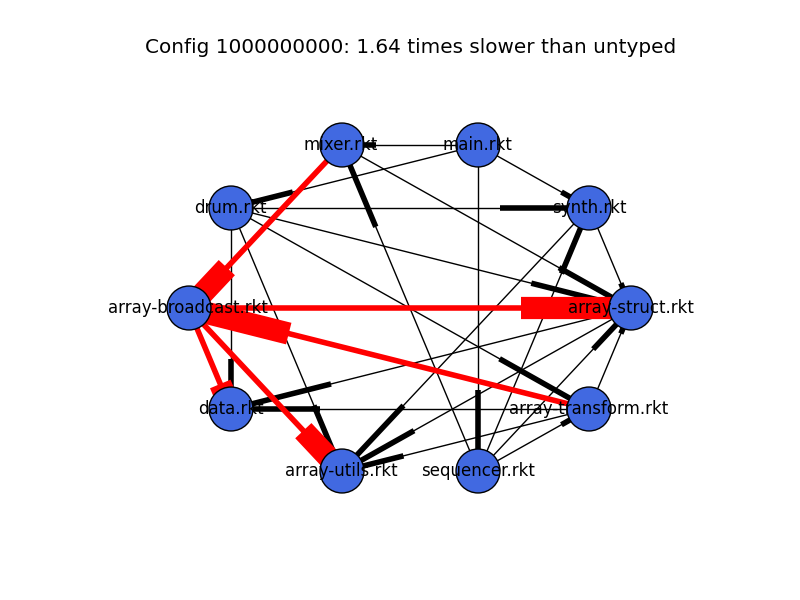 Config 1000000000: 1.64 times slower than untyped
mixer.rkt
main.rkt
drum.rkt
synth.rkt
array-broadcast.rkt
array-struct.rkt
data.rkt
array-transform.rkt
array-utils.rkt
sequencer.rkt